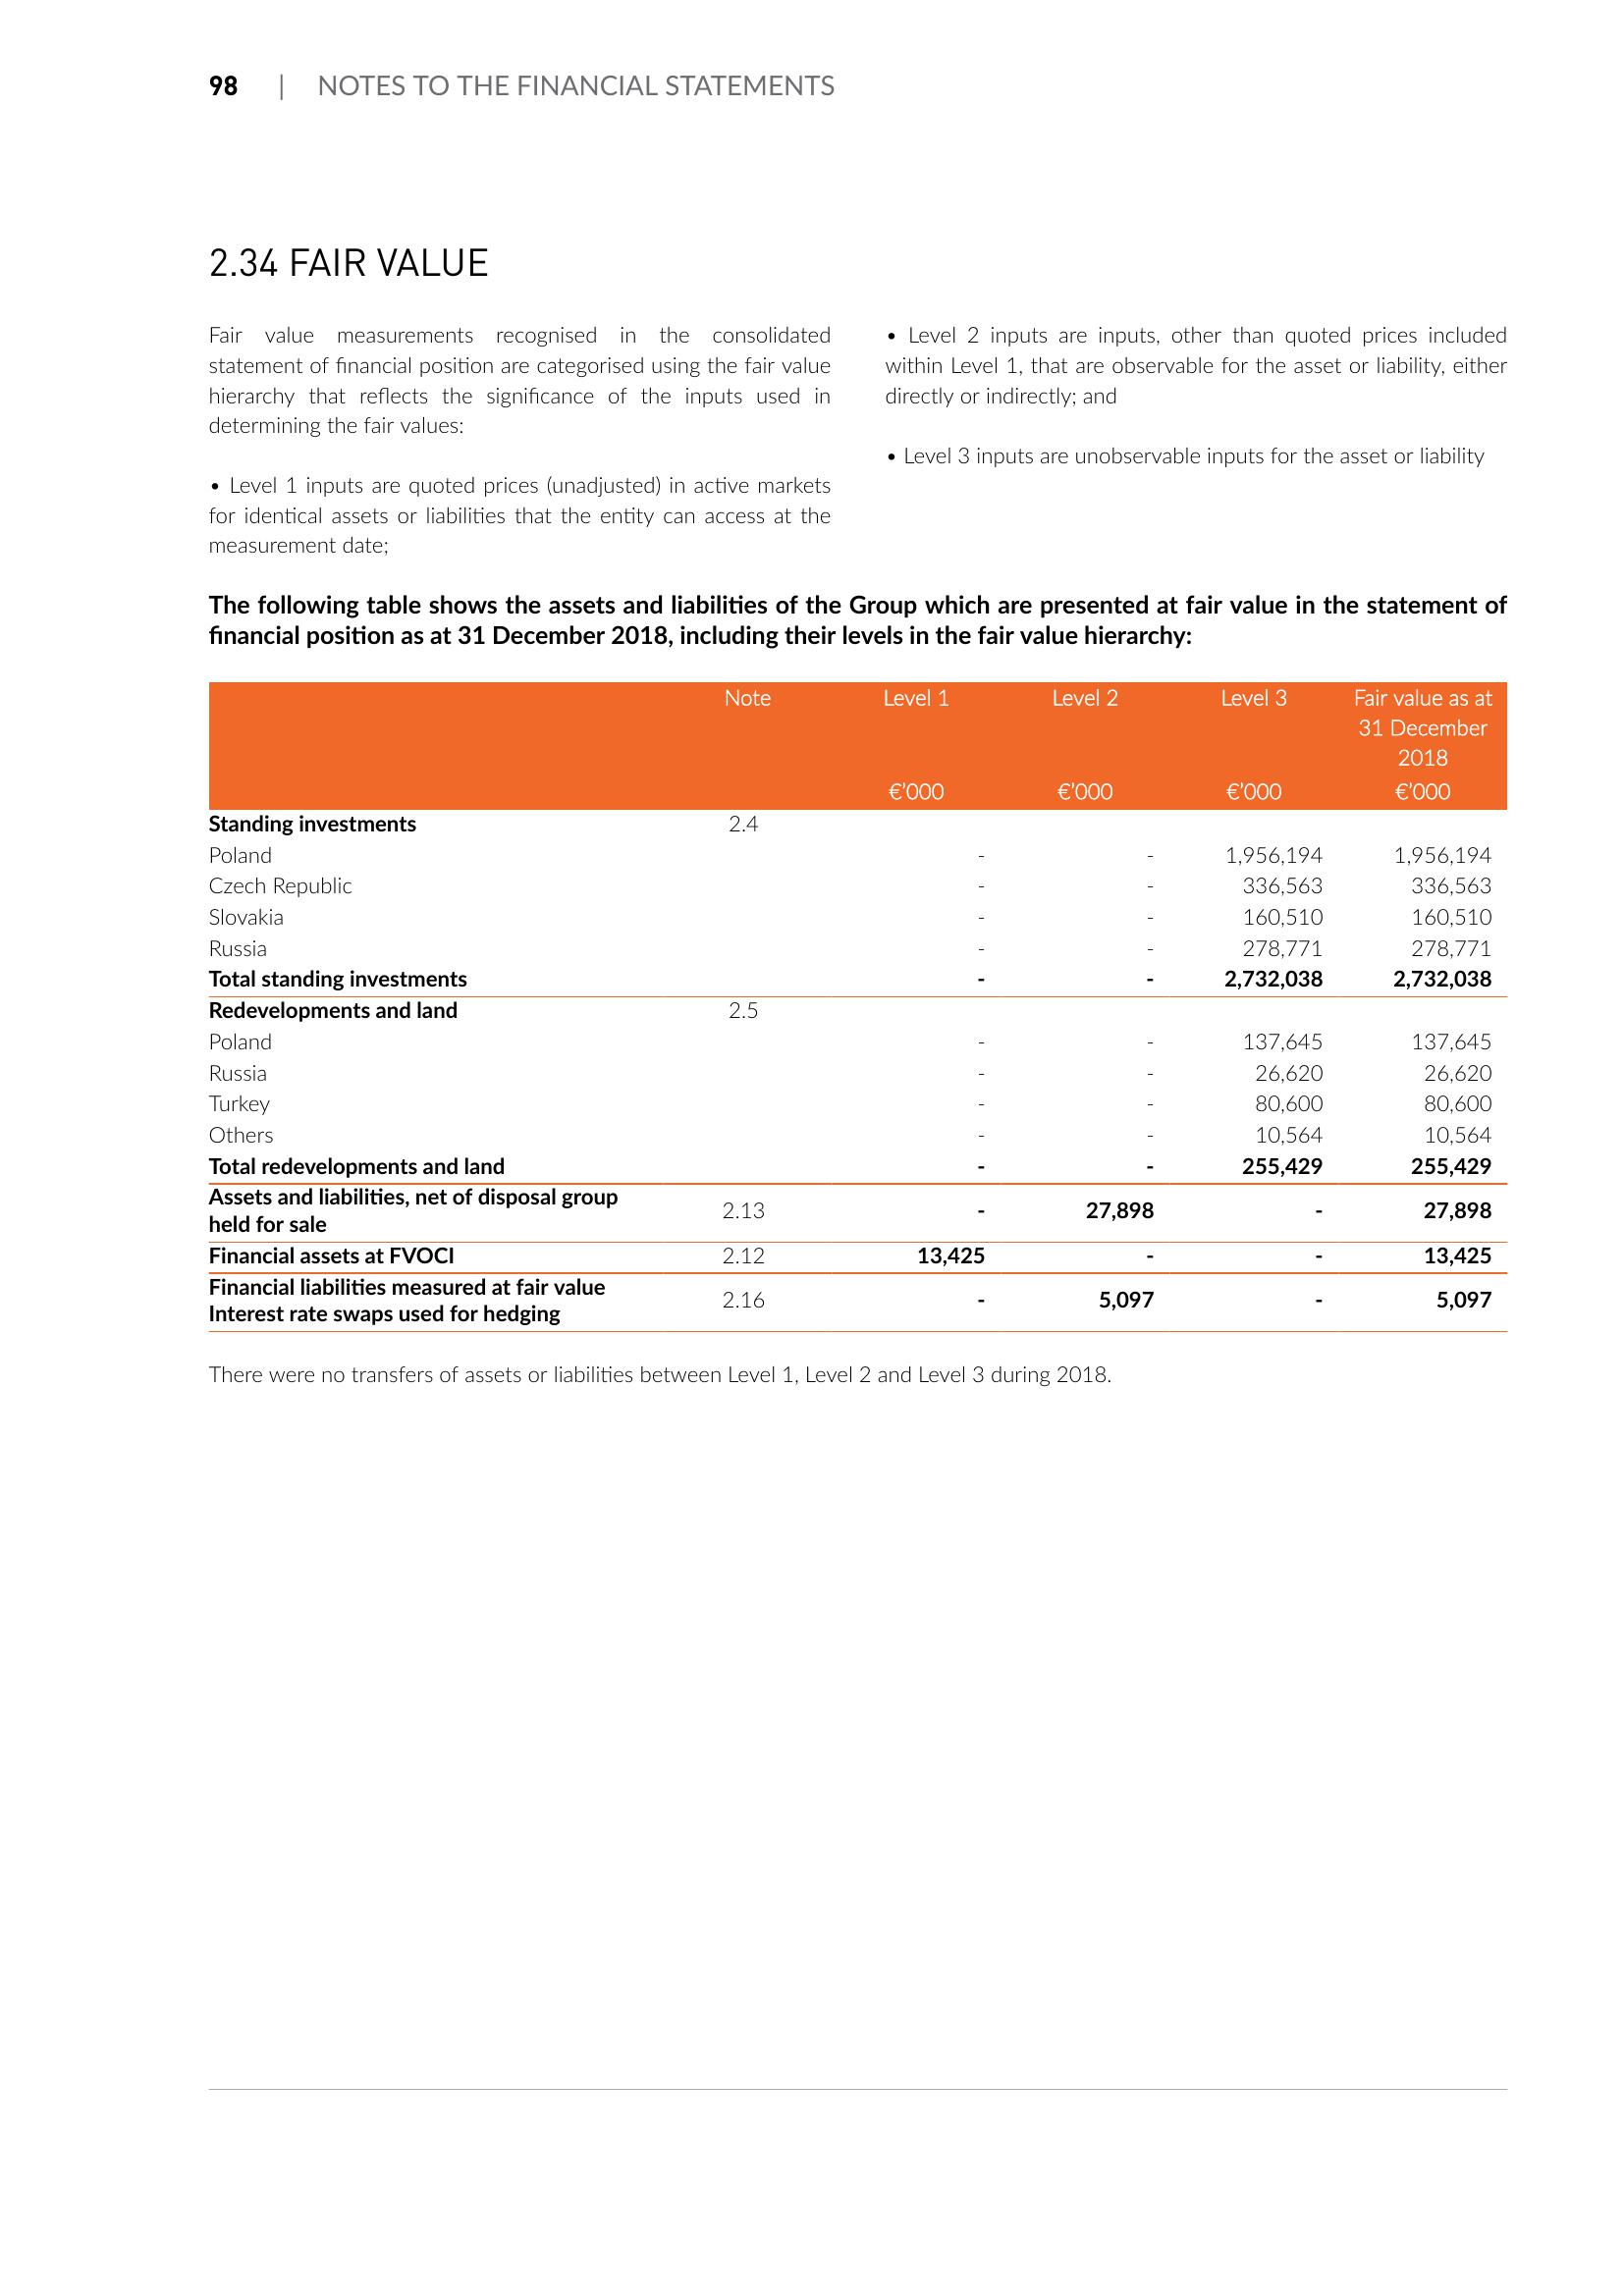 98 | NOTES TO THE FINANCIAL STATEMENTS
2.34 FAIR VALUE
Fair value measurements recognised in the consolidated
statement of financial position are categorised using the fair value
hierarchy that reflects the significance of the inputs used in
determining the fair values:
• Level 1 inputs are quoted prices (unadjusted) in active markets
for identical assets or liabilities that the entity can access at the
measurement date;
• Level 2 inputs are inputs, other than quoted prices included
within Level 1, that are observable for the asset or liability, either
directly or indirectly; and
• Level 3 inputs are unobservable inputs for the asset or liability
The following table shows the assets and liabilities of the Group which are presented at fair value in the statement of
financial position as at 31 December 2018, including their levels in the fair value hierarchy:
Note Level 1 Level 2 Level 3 Fair value as at
31 December
2018
€'000 €'000 €'000 €'000
Standing investments 2.4
Poland - - 1,956,194 1,956,194
Czech Republic - - 336,563 336,563
Slovakia - - 160,510 160,510
Russia - - 278,771 278,771
Total standing investments - - 2,732,038 2,732,038
Redevelopments and land 2.5
Poland - - 137,645 137,645
Russia - - 26,620 26,620
Turkey - - 80,600 80,600
Others - - 10,564 10,564
Total redevelopments and land - - 255,429 255,429
Assets and liabilities, net of disposal group
held for sale 2.13 - 27,898 - 27,898
Financial assets at FVOCI 2.12 13,425 - - 13,425
Financial liabilities measured at fair value
Interest rate swaps used for hedging 2.16 - 5,097 - 5,097
There were no transfers of assets or liabilities between Level 1, Level 2 and Level 3 during 2018.